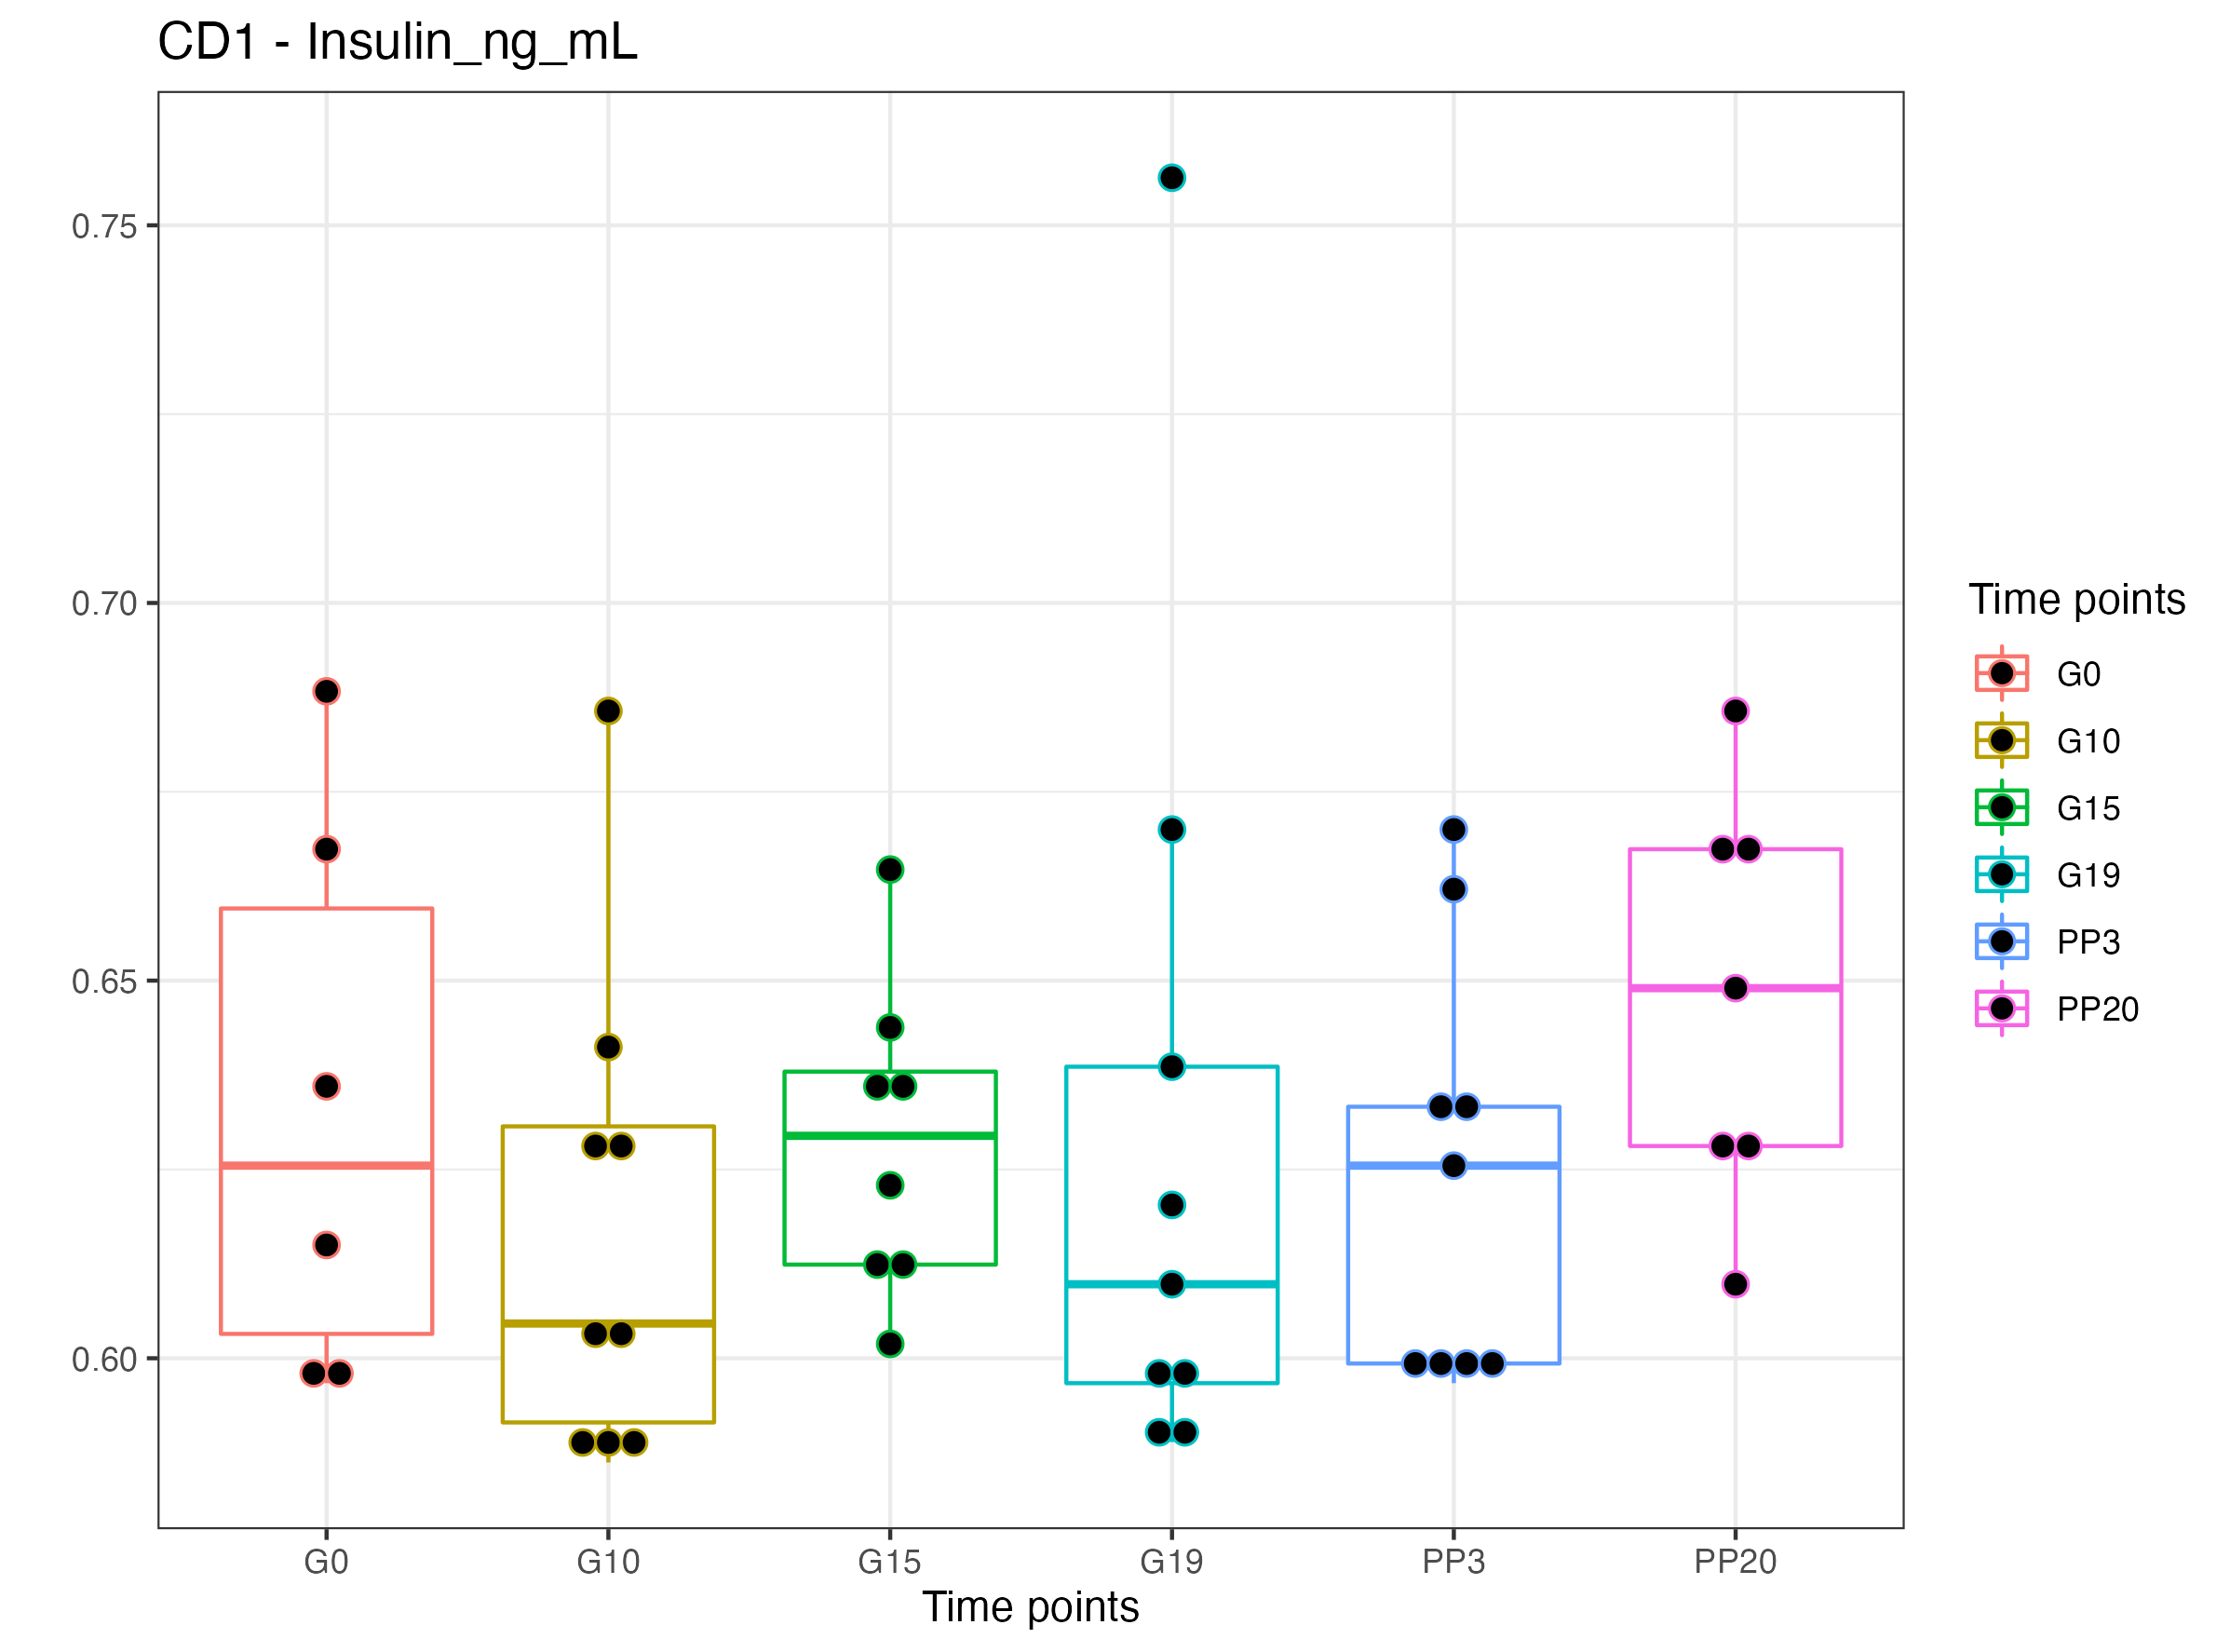 CD1 - Insulin_ng_mL
0.75
0.70
0.65
0.60
G0 G10 G15 G19 PP3 PP20
Time points
Time points
G0
G10
G15
G19
PP3
PP20